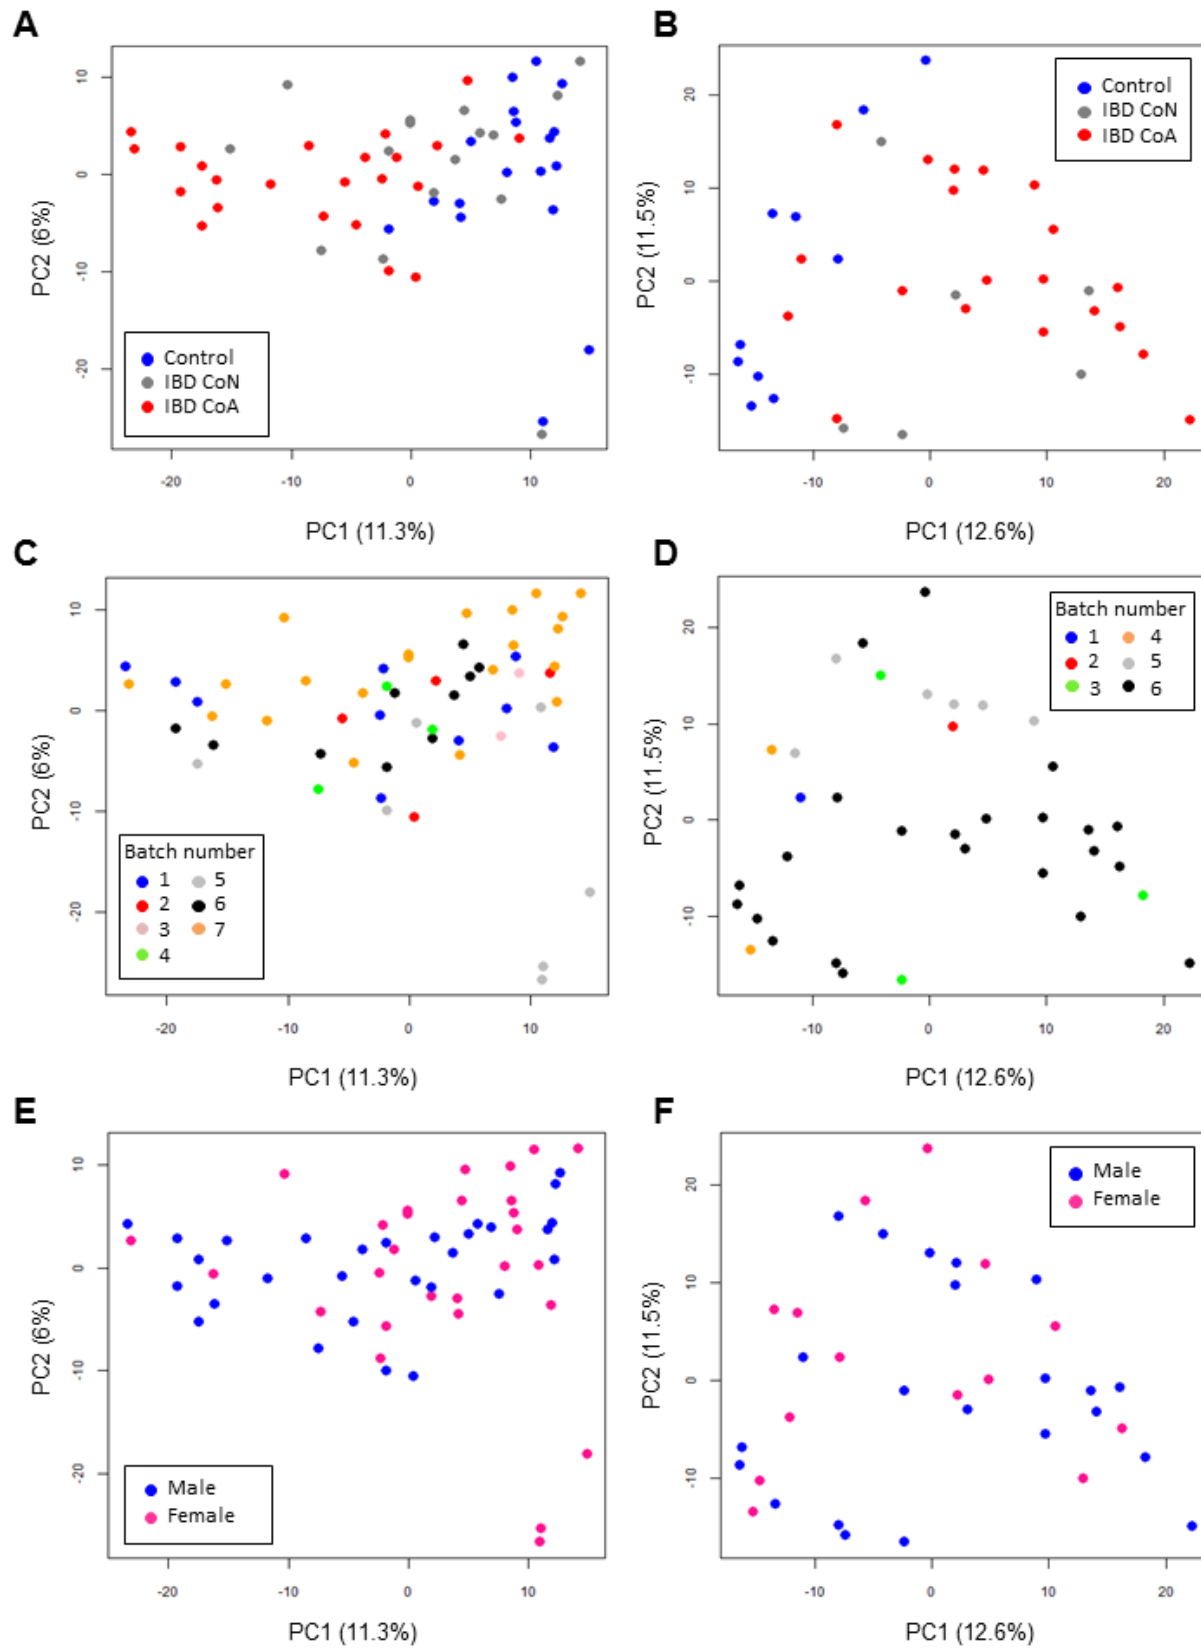 A
PC2 (6%)
10
0
-10
-20
Control
IBD CoN
IBD CoA
-20 -10 0 10
PC1 (11.3%)
B
PC2 (11.5%)
20
10
0
-10
Control
IBD CoN
IBD CoA
-10 0 10 20
PC1 (12.6%)
C
PC2 (6%)
10
0
-10
-20
Batch number
1 5
2 6
3 7
4
-20 -10 0 10
PC1 (11.3%)
D
PC2 (11.5%)
20
10
0
-10
Batch number
1 4
2 5
3 6
-10 0 10 20
PC1 (12.6%)
E
PC2 (6%)
10
0
-10
-20
Male
Female
-20 -10 0 10
PC1 (11.3%)
F
PC2 (11.5%)
20
10
0
-10
Male
Female
-10 0 10 20
PC1 (12.6%)